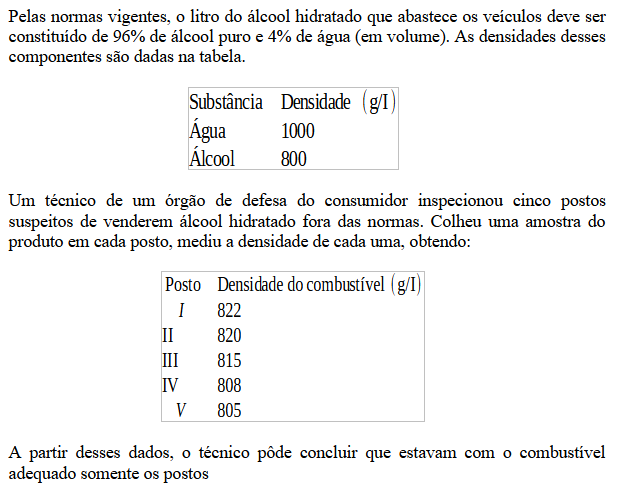 Pelas normas vigentes, o litro do álcool hidratado que abastece os veículos deve ser
constituído de 96% de álcool puro e 4% de água (em volume). As densidades desses
componentes são dadas na tabela.
Substância Densidade (g/I)
Água 1000
Álcool 800
Um técnico de um órgão de defesa do consumidor inspecionou cinco postos
suspeitos de venderem álcool hidratado fora das normas. Colheu uma amostra do
produto em cada posto, mediu a densidade de cada uma, obtendo:
Posto Densidade do combustível (g/I)
I 822
II 820
III 815
IV 808
V 805
A partir desses dados, o técnico pôde concluir que estavam com o combustível
adequado somente os postos